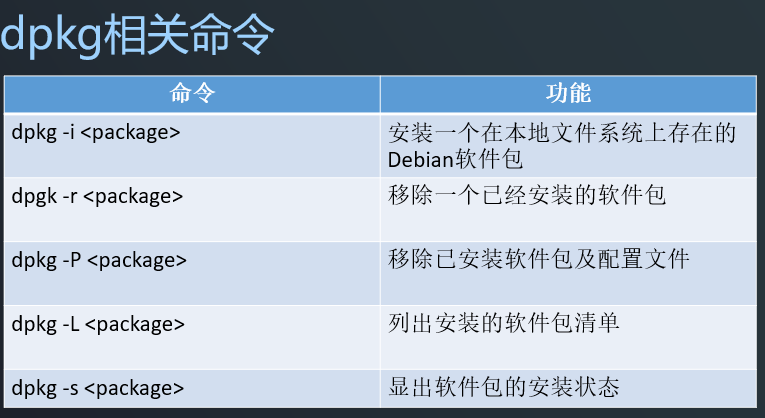 dpkg相关命令
命令 功能
dpkg -i <package> 安装一个在本地文件系统上存在的
Debian软件包
dpgk -r <package> 移除一个已经安装的软件包
dpkg -P <package> 移除已安装软件包及配置文件
dpkg -L <package> 列出安装的软件包清单
dpkg -s <package> 显出软件包的安装状态